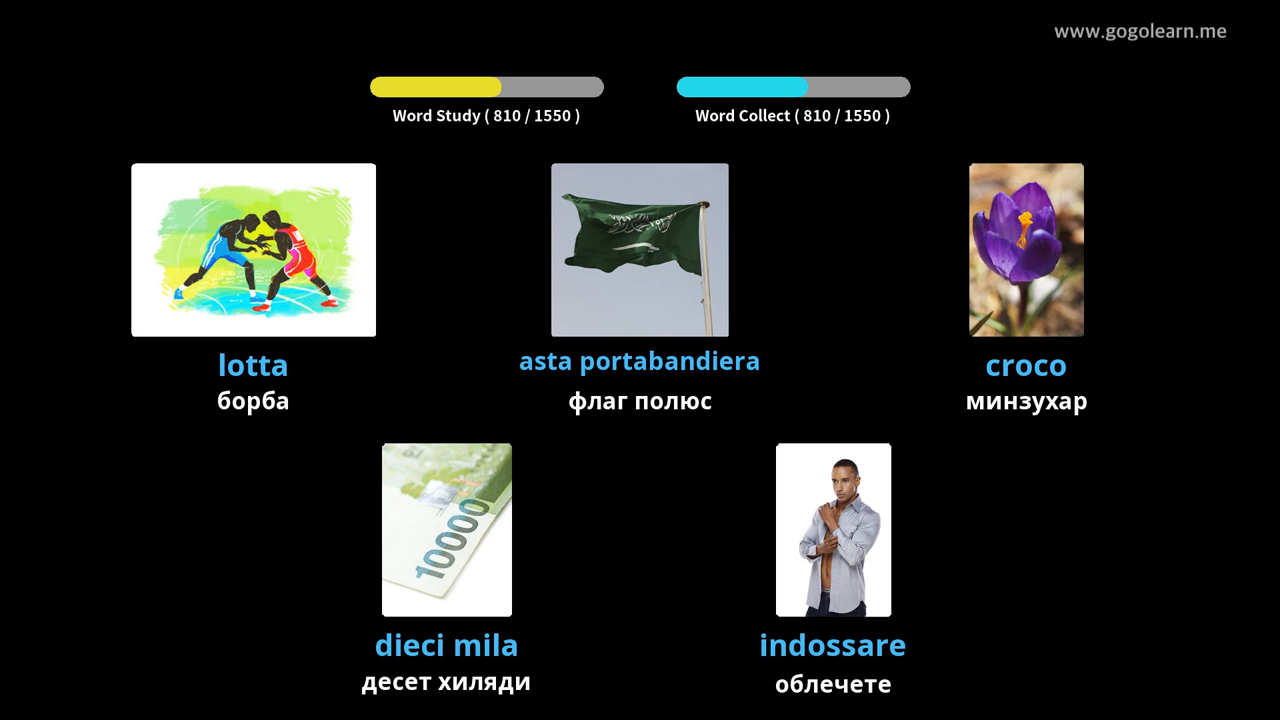 www.gogolearn.me
Word Study ( 810 / 1550 )
Word Collect ( 810 / 1550 )
lotta
борба
asta portabandiera
флаг полюс
croco
минзухар
10000
dieci mila
десет хиляди
indossare
облечете